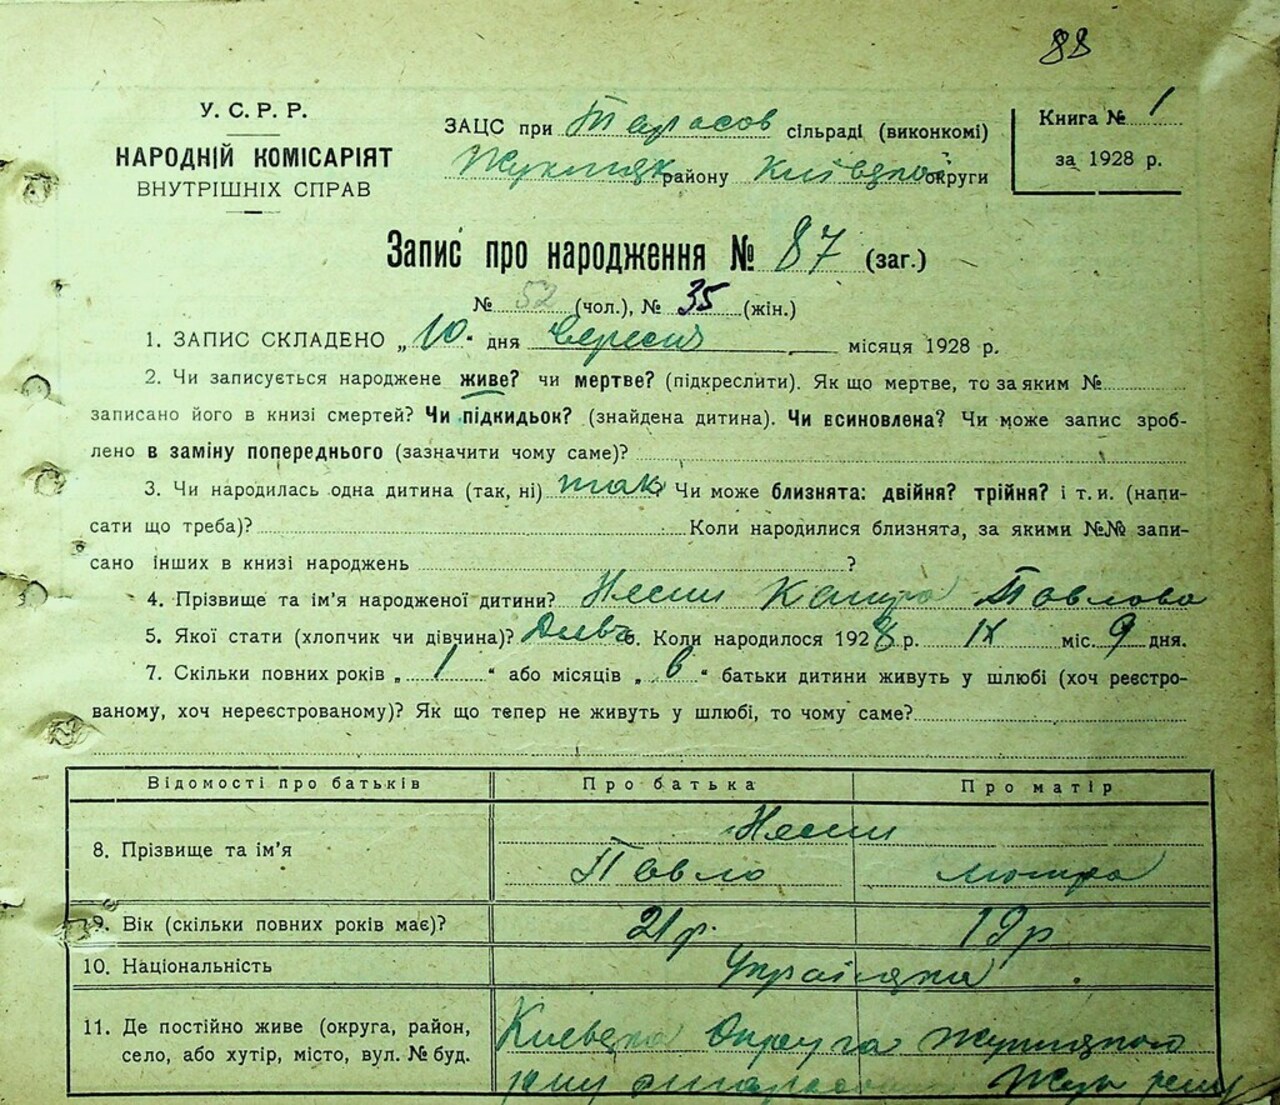 88
У. С. Р. Р.
НАРОДНІЙ КОМІСАРІЯТ
ВНУТРІШНІХ СПРАВ
ЗАЦС при Тарасов сільраді (виконкомі)
району округи
Книга № 1
за 1928 р.
Запис про народження № 87 (заг.)
№ 52 (чол.), № 35 (жін.)
1. ЗАПИС СКЛАДЕНО „10“ дня Вересня місяця 1928 р.
2. Чи записується народжене живе? чи мертве? (підкреслити). Як що мертве, то за яким №
записано його в книзі смертей? Чи підкидьок? (знайдена дитина). Чи всиновлена? Чи може запис зроб-
лено в заміну попереднього (зазначити чому саме)?
3. Чи народилась одна дитина (так, ні) так Чи може близнята: двійня? трійня? і т. и. (напи-
сати що треба)? Коли народилися близнята, за якими №№ запи-
сано інших в книзі народжень ?
4. Прізвище та ім'я народженої дитини? Павлова
5. Якої стати (хлопчик чи дівчина)? Дивч 6. Коли народилося 1928 р. IX міс. 9 дня.
7. Скільки повних років „1“ або місяців „ “ батьки дитини живуть у шлюбі (хоч реєстро-
ваному, хоч нереєстрованому)? Як що тепер не живуть у шлюбі, то чому саме?
Відомості про батьків Про батька Про матір
8. Прізвище та ім'я
Павло Мотря
9. Вік (скільки повних років має)? 21 р. 19 р
10. Національність
11. Де постійно живе (округа, район,
село, або хутір, місто, вул. № буд.
Округа